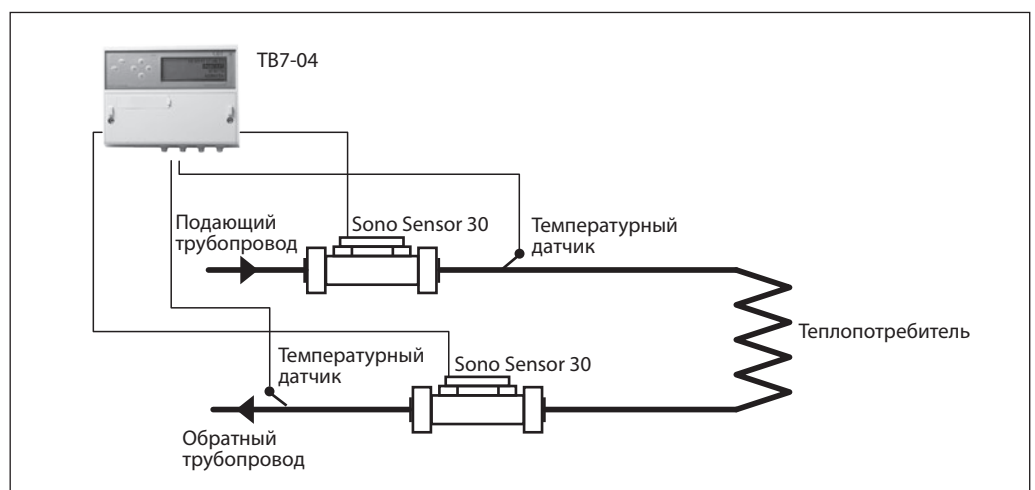 ТВ7-04
Подающий
трубопровод
Sono Sensor 30
Температурный
датчик
Теплопотребитель
Температурный
датчик
Sono Sensor 30
Обратный
трубопровод